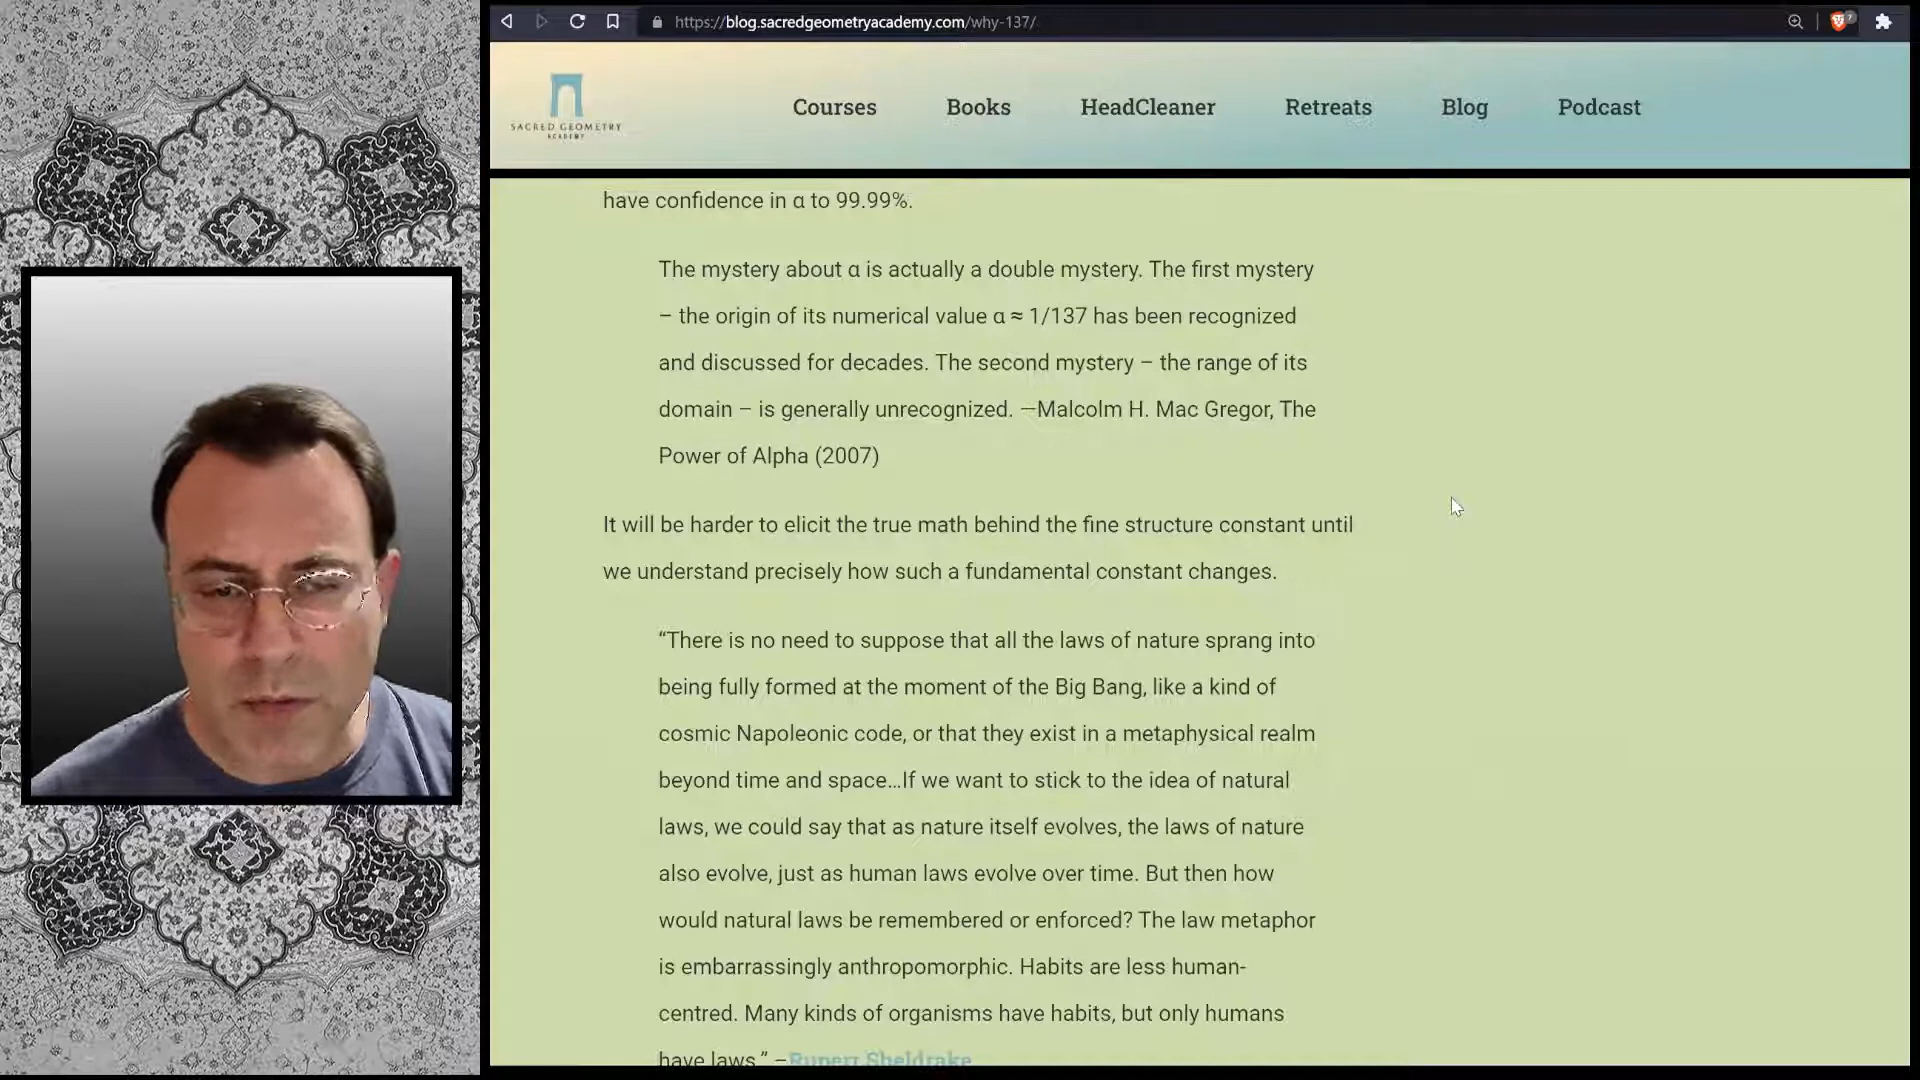 https://blog.sacredgeometryacademy.com/why-137/
7
SACRED GEOMETRY
ACADEMY
Courses Books HeadCleaner Retreats Blog Podcast
have confidence in α to 99.99%.
The mystery about α is actually a double mystery. The first mystery
– the origin of its numerical value α ≈ 1/137 has been recognized
and discussed for decades. The second mystery – the range of its
domain – is generally unrecognized. —Malcolm H. Mac Gregor, The
Power of Alpha (2007)
It will be harder to elicit the true math behind the fine structure constant until
we understand precisely how such a fundamental constant changes.
“There is no need to suppose that all the laws of nature sprang into
being fully formed at the moment of the Big Bang, like a kind of
cosmic Napoleonic code, or that they exist in a metaphysical realm
beyond time and space…If we want to stick to the idea of natural
laws, we could say that as nature itself evolves, the laws of nature
also evolve, just as human laws evolve over time. But then how
would natural laws be remembered or enforced? The law metaphor
is embarrassingly anthropomorphic. Habits are less human-
centred. Many kinds of organisms have habits, but only humans
have laws.” –Rupert Sheldrake